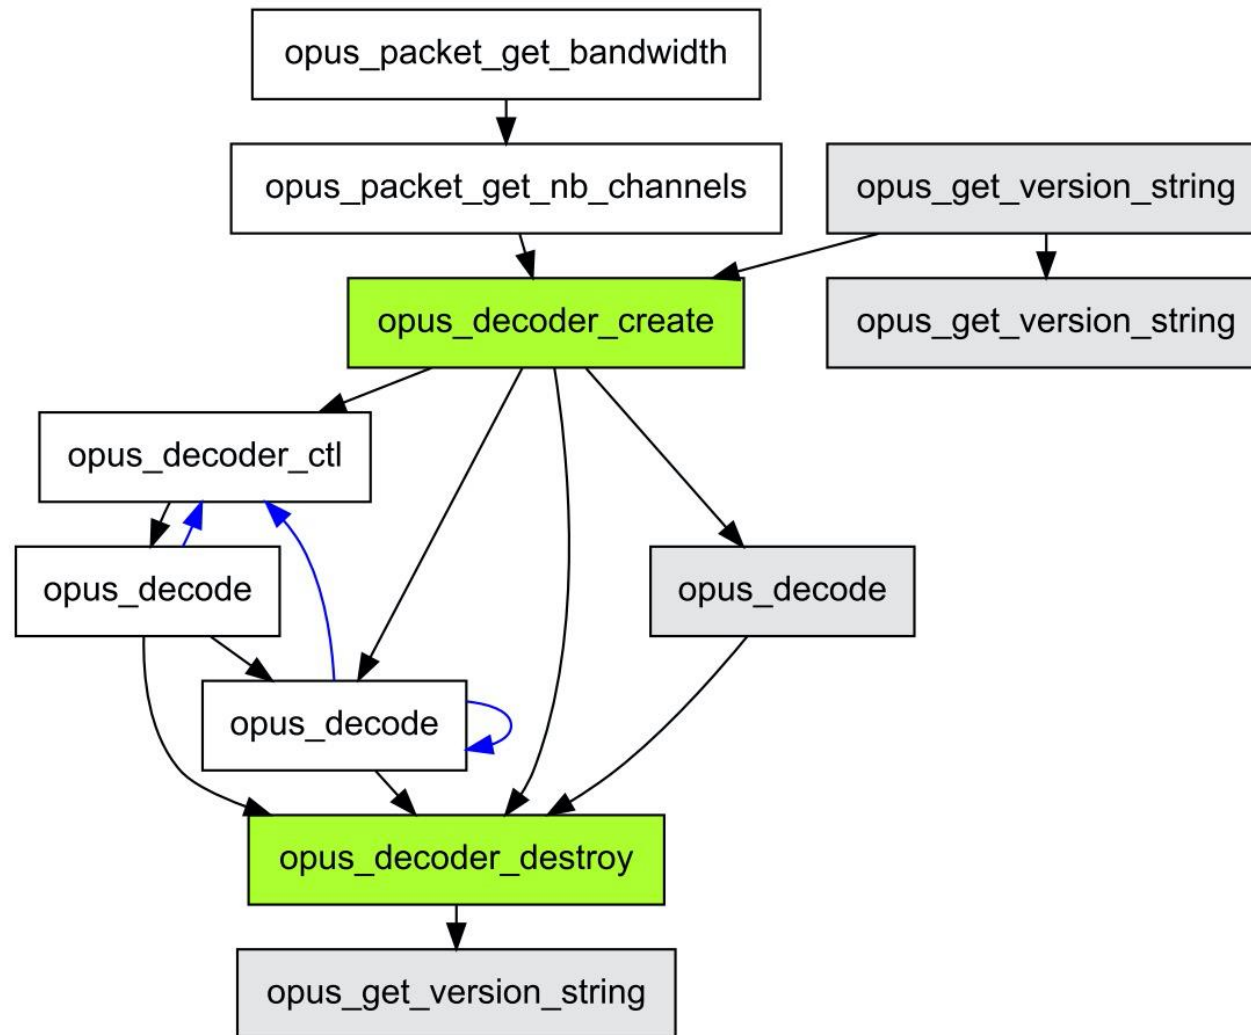 opus_packet_get_bandwidth
opus_packet_get_nb_channels
opus_get_version_string
opus_decoder_create
opus_get_version_string
opus_decoder_ctl
opus_decode
opus_decode
opus_decode
opus_decoder_destroy
opus_get_version_string